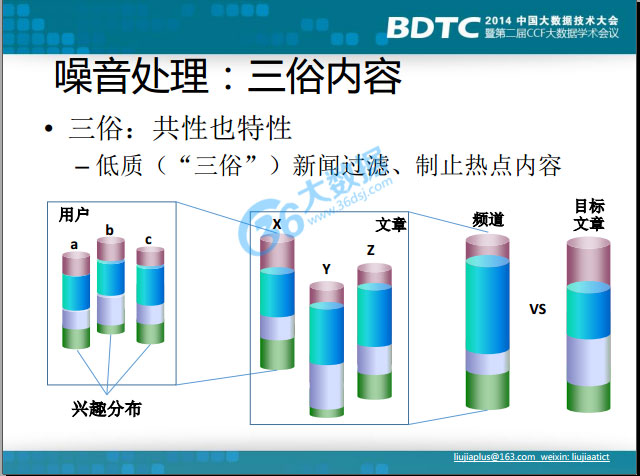 BDTC 2014 中国大数据技术大会
暨第二届CCF大数据学术会议
噪音处理：三俗内容
• 三俗：共性也特性
–低质（“三俗”）新闻过滤、制止热点内容
36大数据
www.36dsj.com
用户
a
b
c
兴趣分布
X
文章
Y
Z
频道
VS
目标
文章
liujiaplus@163.com weixin: liujiaatict